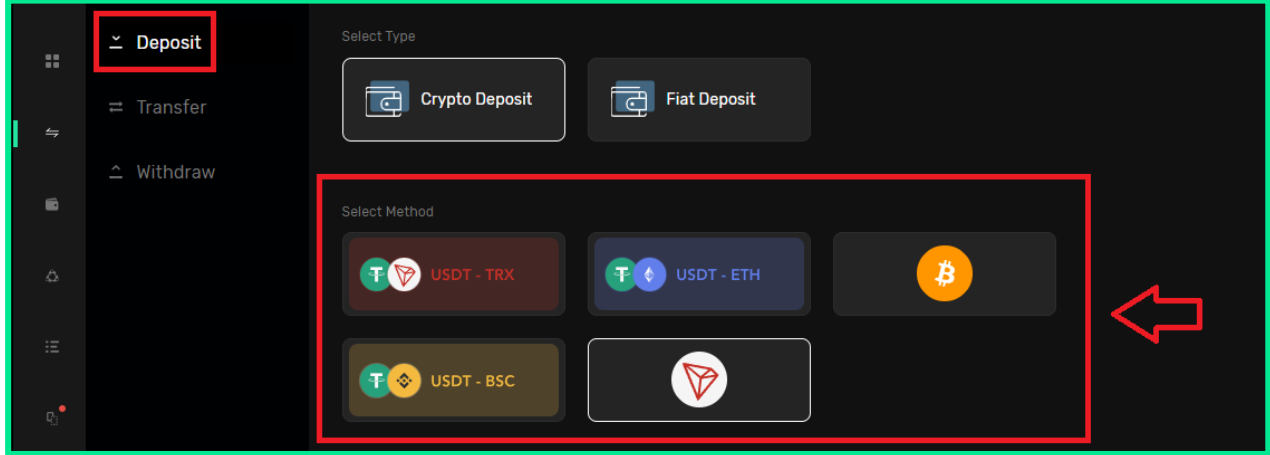 Deposit
Transfer
Withdraw
Select Type
Crypto Deposit
Fiat Deposit
Select Method
USDT - TRX
USDT - ETH
USDT - BSC